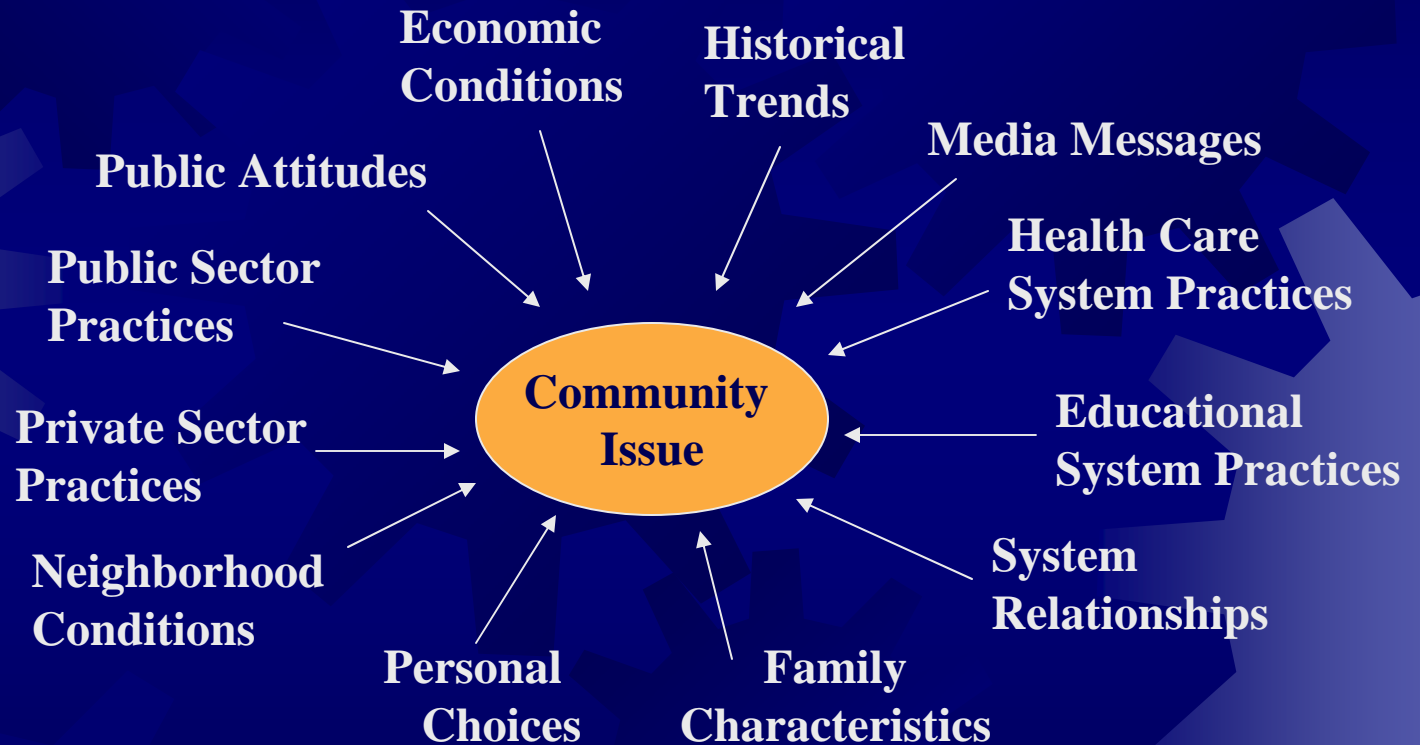 Economic
Conditions
Historical
Trends
Media Messages
Public Attitudes
Health Care
System Practices
Public Sector
Practices
Community
Issue
Educational
System Practices
Private Sector
Practices
System
Relationships
Neighborhood
Conditions
Personal
Choices
Family
Characteristics